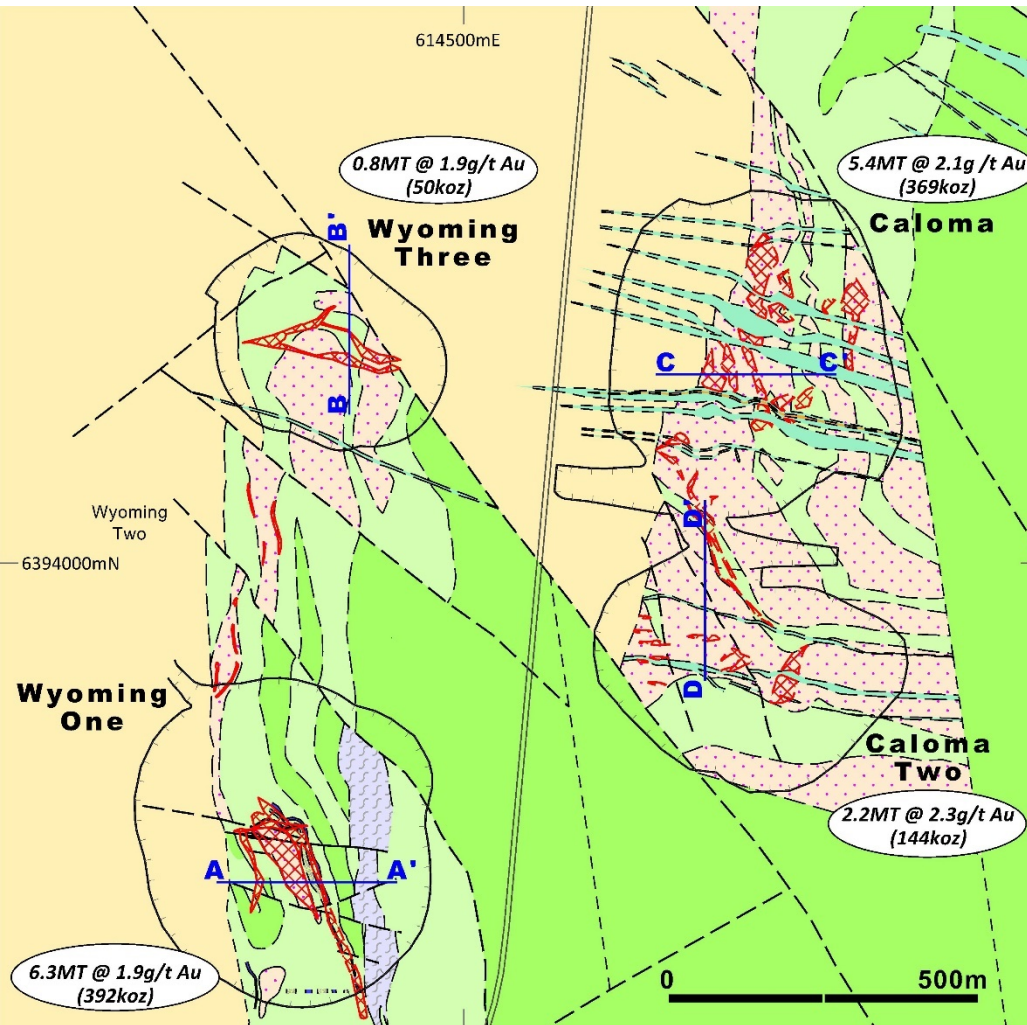 614500mE
0.8MT @ 1.9g/t Au
(50koz)
5.4MT @ 2.1g /t Au
(369koz)
B'
Wyoming
Three
Caloma
C
C'
B
Wyoming
Two
D'
6394000mN
Wyoming
One
D
Caloma
Two
2.2MT @ 2.3g/t Au
(144koz)
A
A'
6.3MT @ 1.9g/t Au
(392koz)
0
500m